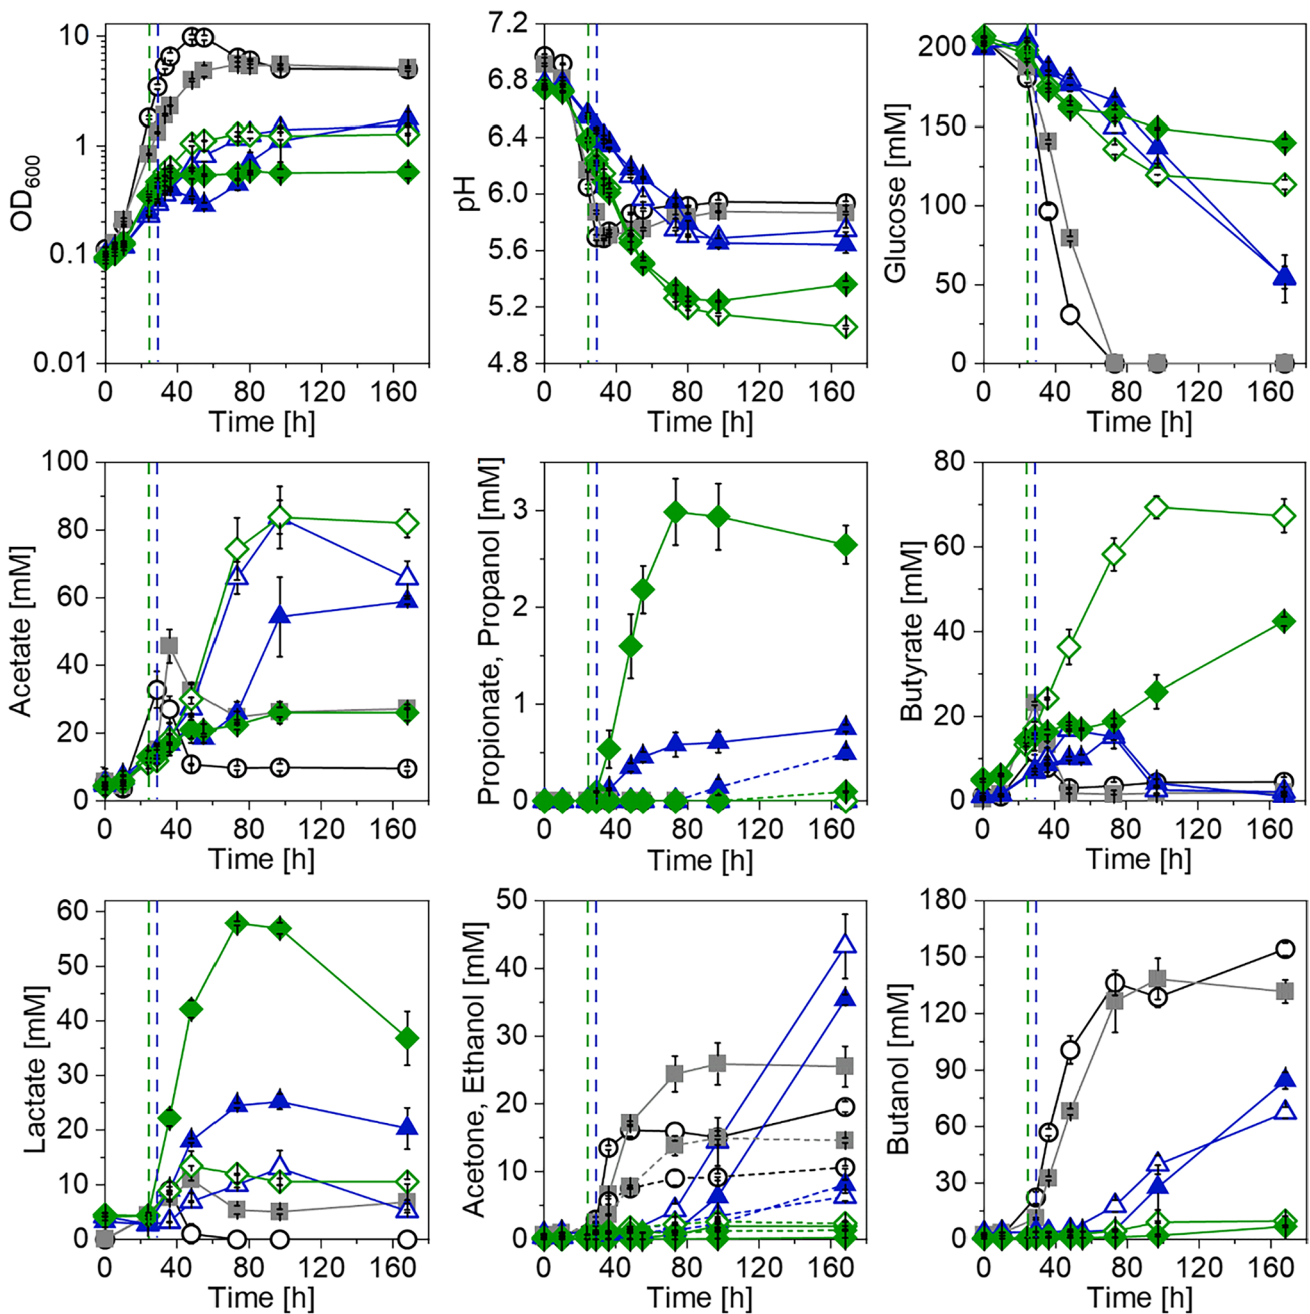 OD600
10
1
0.1
0.01
0 40 80 120 160
Time [h]
pH
7.2
6.8
6.4
6.0
5.6
5.2
4.8
0 40 80 120 160
Time [h]
Glucose [mM]
200
150
100
50
0
0 40 80 120 160
Time [h]
Acetate [mM]
100
80
60
40
20
0
0 40 80 120 160
Time [h]
Propionate, Propanol [mM]
3
2
1
0
0 40 80 120 160
Time [h]
Butyrate [mM]
80
60
40
20
0
0 40 80 120 160
Time [h]
Lactate [mM]
60
50
40
30
20
10
0
0 40 80 120 160
Time [h]
Acetone, Ethanol [mM]
50
40
30
20
10
0
0 40 80 120 160
Time [h]
Butanol [mM]
180
150
120
90
60
30
0
0 40 80 120 160
Time [h]